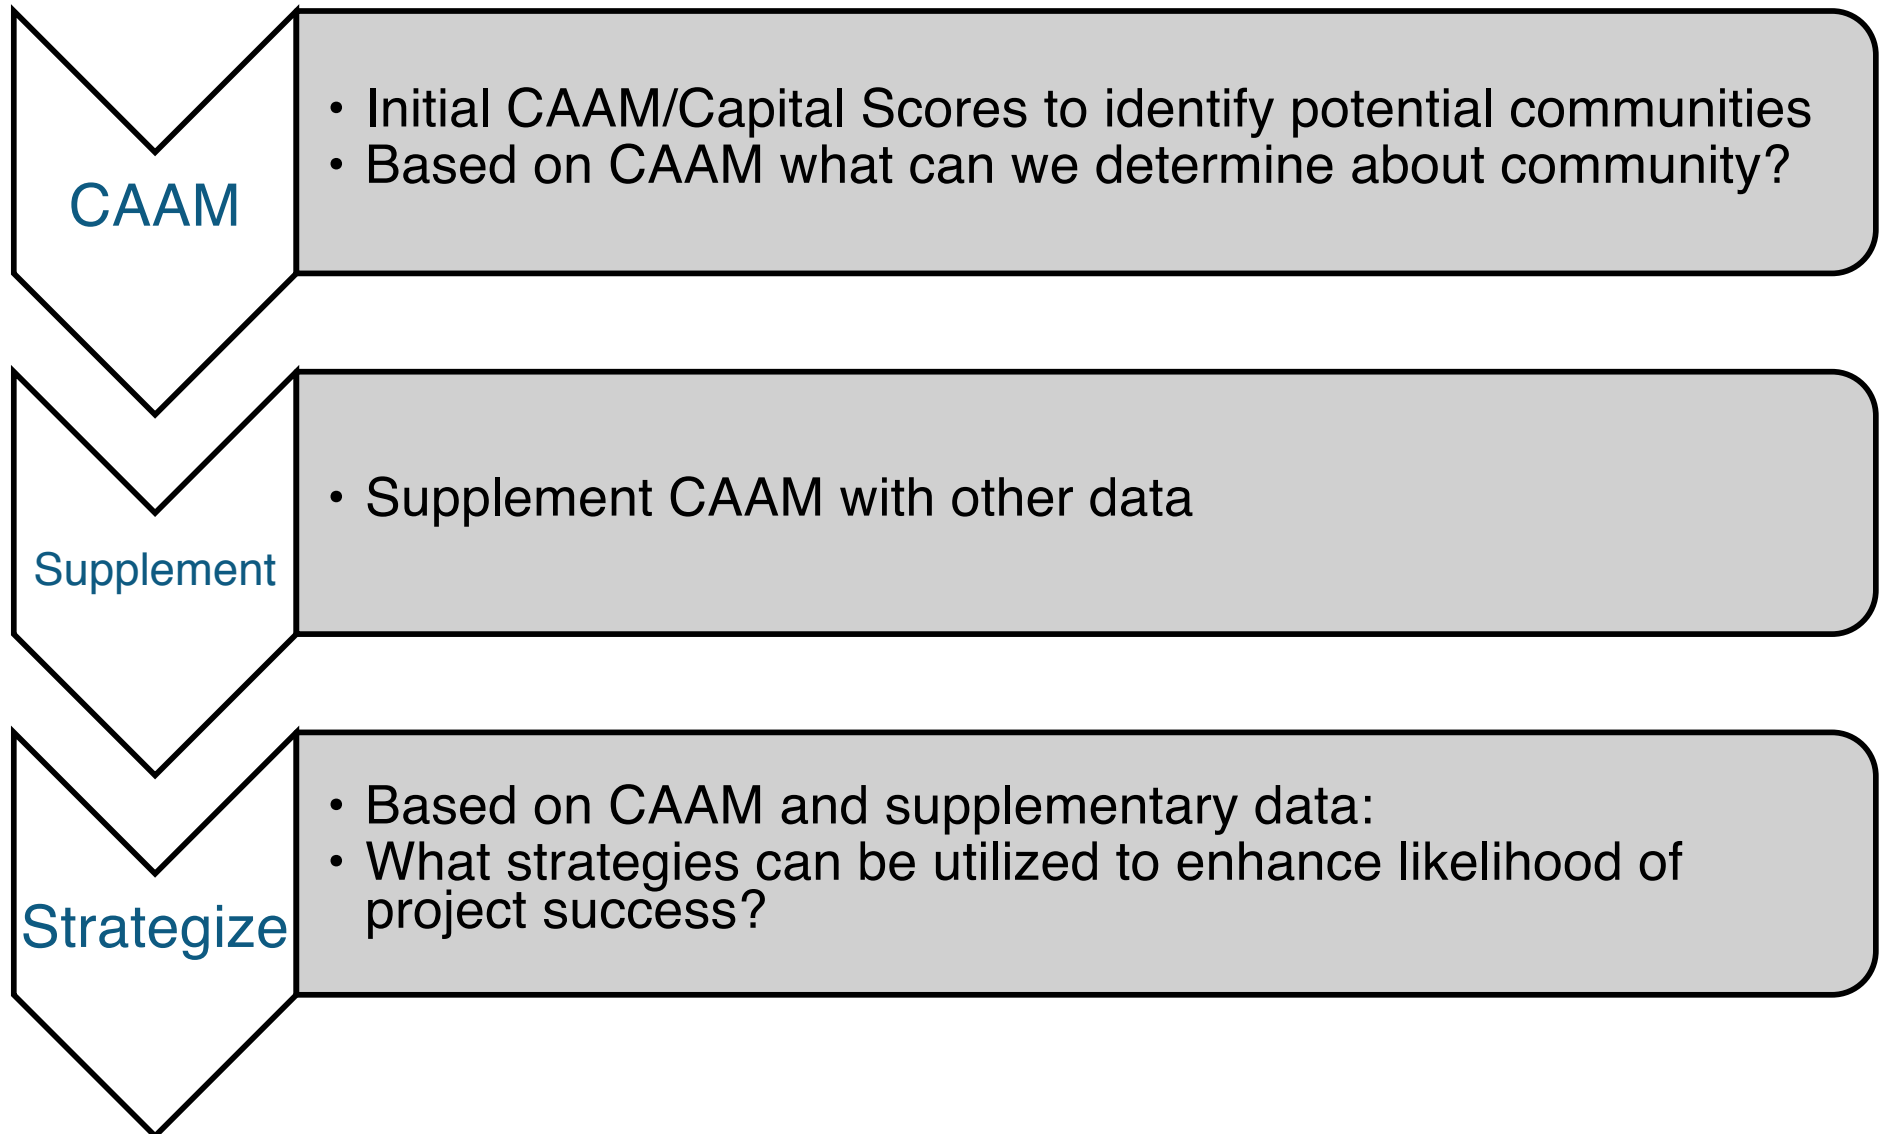 CAAM
• Initial CAAM/Capital Scores to identify potential communities
• Based on CAAM what can we determine about community?
Supplement
• Supplement CAAM with other data
Strategize
• Based on CAAM and supplementary data:
• What strategies can be utilized to enhance likelihood of
project success?